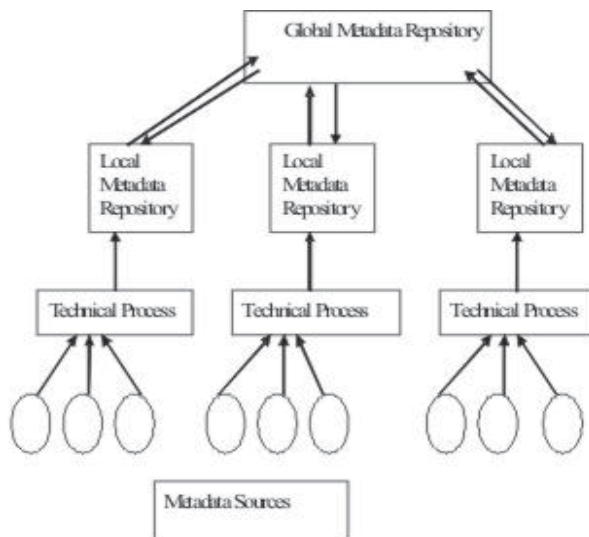 Global Metadata Repository
Local
Metadata
Repository
Local
Metadata
Repository
Local
Metadata
Repository
Technical Process
Technical Process
Technical Process
Metadata Sources